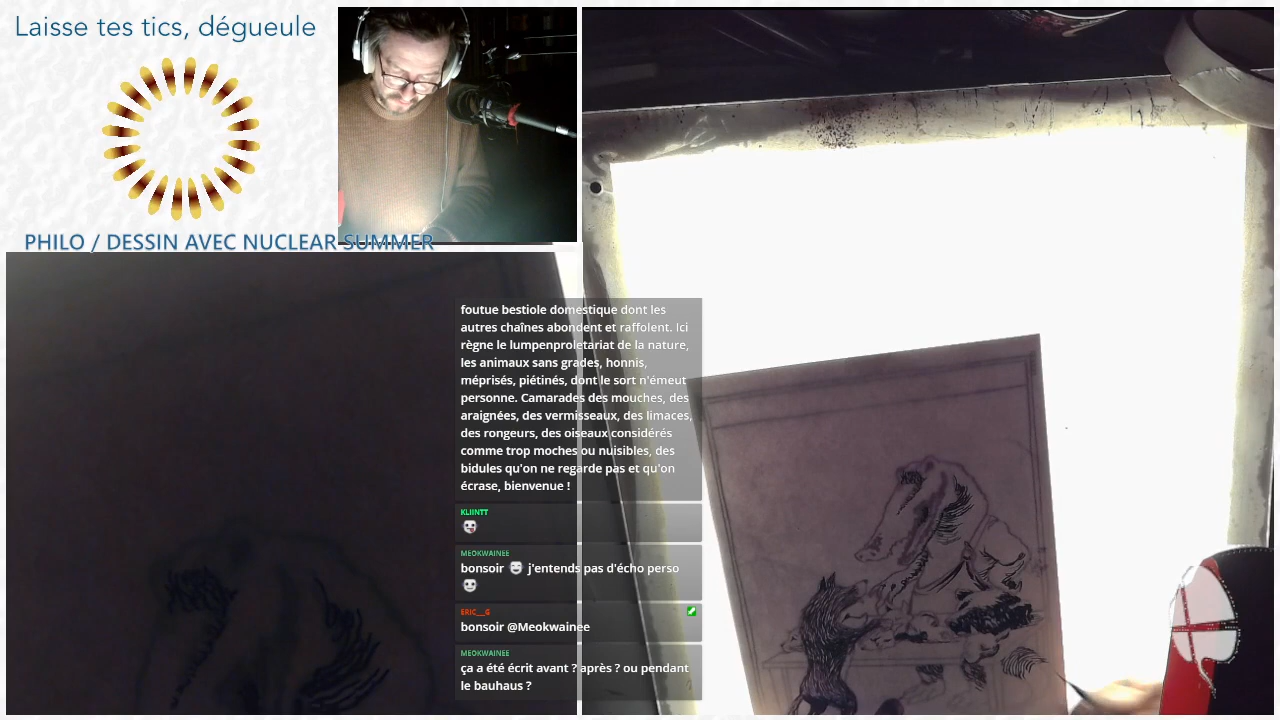 Laisse tes tics, dégueule
PHILO / DESSIN AVEC NUCLEAR SUMMER
foutue bestiole domestique dont les
autres chaînes abondent et raffolent. Ici
règne le lumpenprolétariat de la nature,
les animaux sans grades, honnis,
méprisés, piétinés, dont le sort n'émeut
personne. Camarades des mouches, des
araignées, des vermisseaux, des limaces,
des rongeurs, des oiseaux considérés
comme trop moches ou nuisibles, des
bidules qu'on ne regarde pas et qu'on
écrase, bienvenue !
KLIINTT
MEOKWAINEE
bonsoir j'entends pas d'écho perso
ERIC__G
bonsoir @Meokwainee
MEOKWAINEE
ça a été écrit avant ? après ? ou pendant
le bauhaus ?